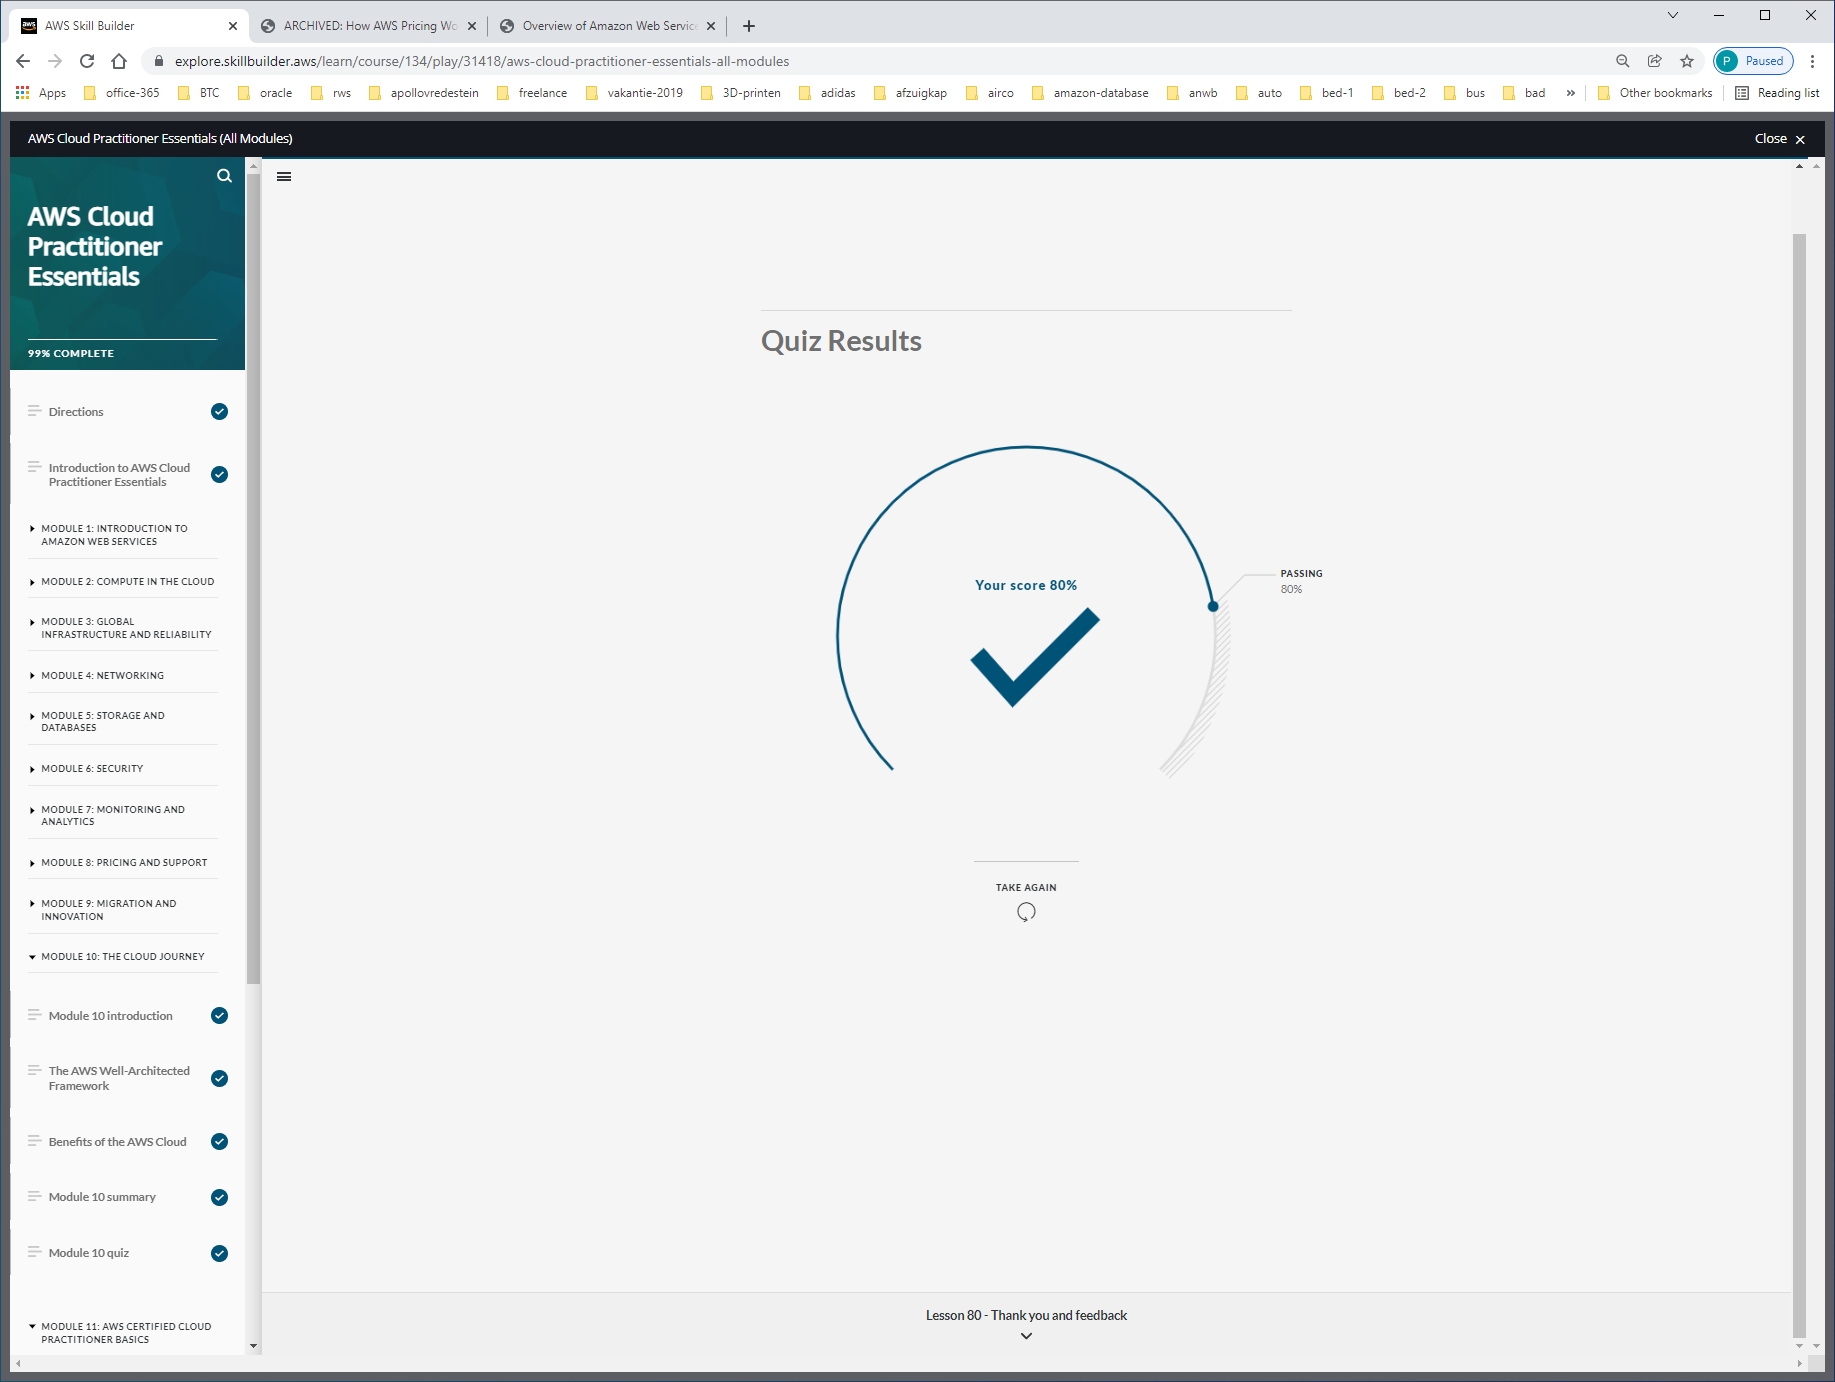 aws
AWS Skill Builder
ARCHIVED: How AWS Pricing Wo
Overview of Amazon Web Service
explore.skillbuilder.aws/learn/course/134/play/31418/aws-cloud-practitioner-essentials-all-modules
P Paused
Apps office-365 BTC oracle rws apollovredestein freelance vakantie-2019 3D-printen adidas afzuigkap airco amazon-database anwb auto bed-1 bed-2 bus bad » Other bookmarks Reading list
AWS Cloud Practitioner Essentials (All Modules)
Close
AWS Cloud
Practitioner
Essentials
99% COMPLETE
Directions
Introduction to AWS Cloud
Practitioner Essentials
MODULE 1: INTRODUCTION TO
AMAZON WEB SERVICES
MODULE 2: COMPUTE IN THE CLOUD
MODULE 3: GLOBAL
INFRASTRUCTURE AND RELIABILITY
MODULE 4: NETWORKING
MODULE 5: STORAGE AND
DATABASES
MODULE 6: SECURITY
MODULE 7: MONITORING AND
ANALYTICS
MODULE 8: PRICING AND SUPPORT
MODULE 9: MIGRATION AND
INNOVATION
MODULE 10: THE CLOUD JOURNEY
Module 10 introduction
The AWS Well-Architected
Framework
Benefits of the AWS Cloud
Module 10 summary
Module 10 quiz
MODULE 11: AWS CERTIFIED CLOUD
PRACTITIONER BASICS
Quiz Results
Your score 80%
PASSING
80%
TAKE AGAIN
Lesson 80 - Thank you and feedback